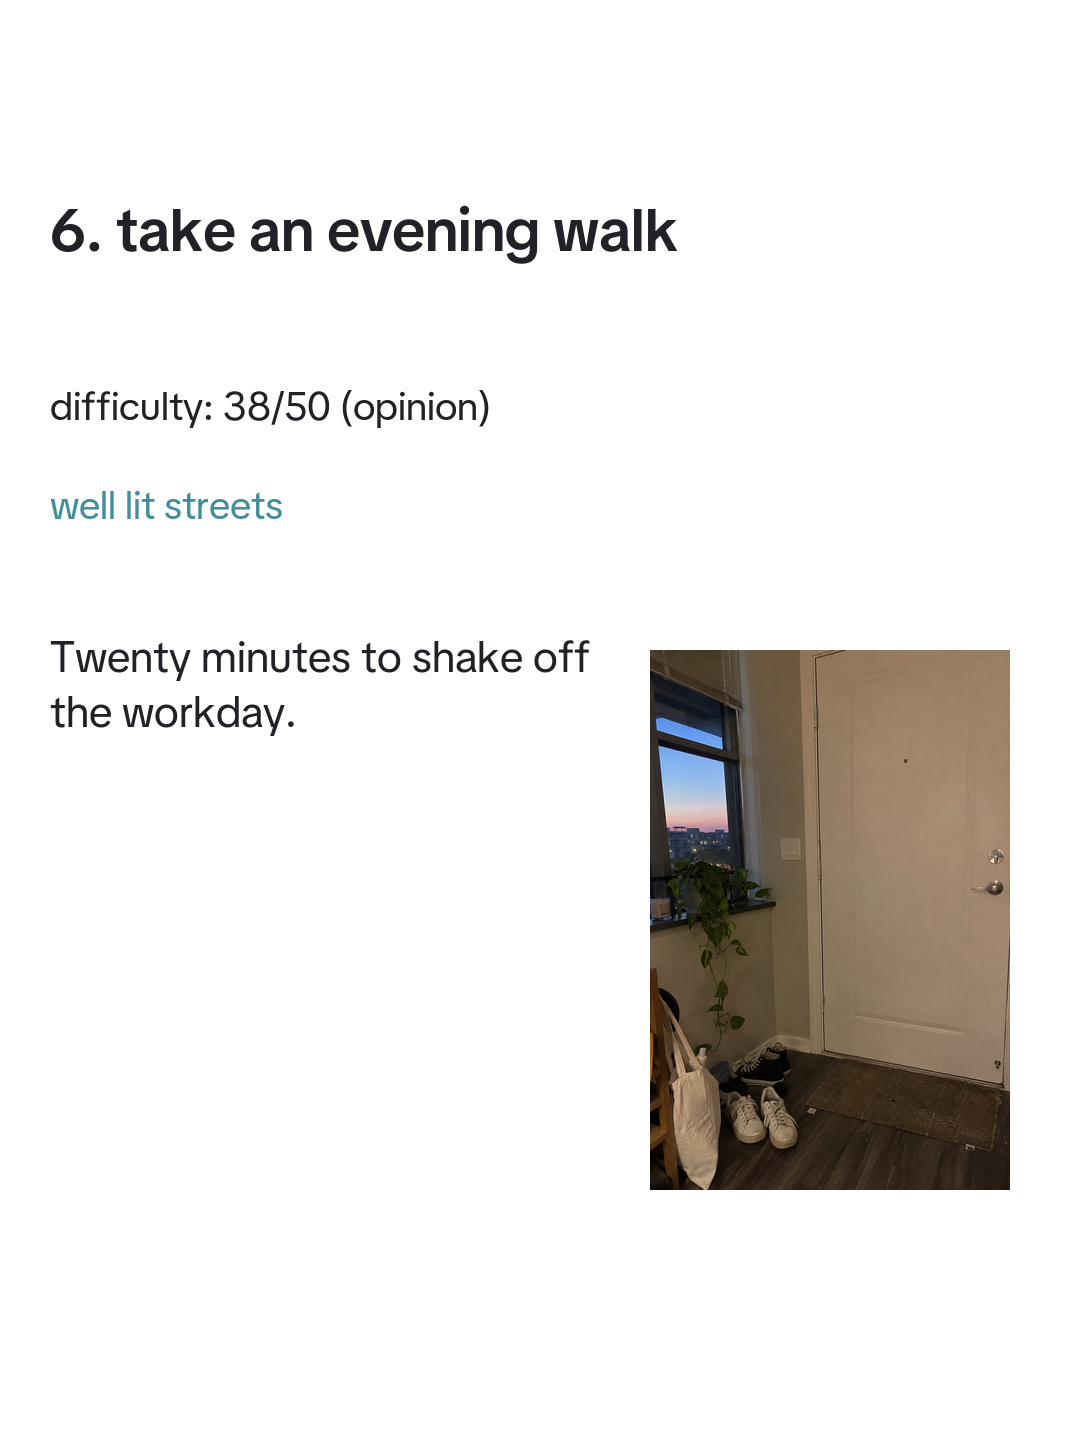 6. take an evening walk
difficulty: 38/50 (opinion)
well lit streets
Twenty minutes to shake off
the workday.